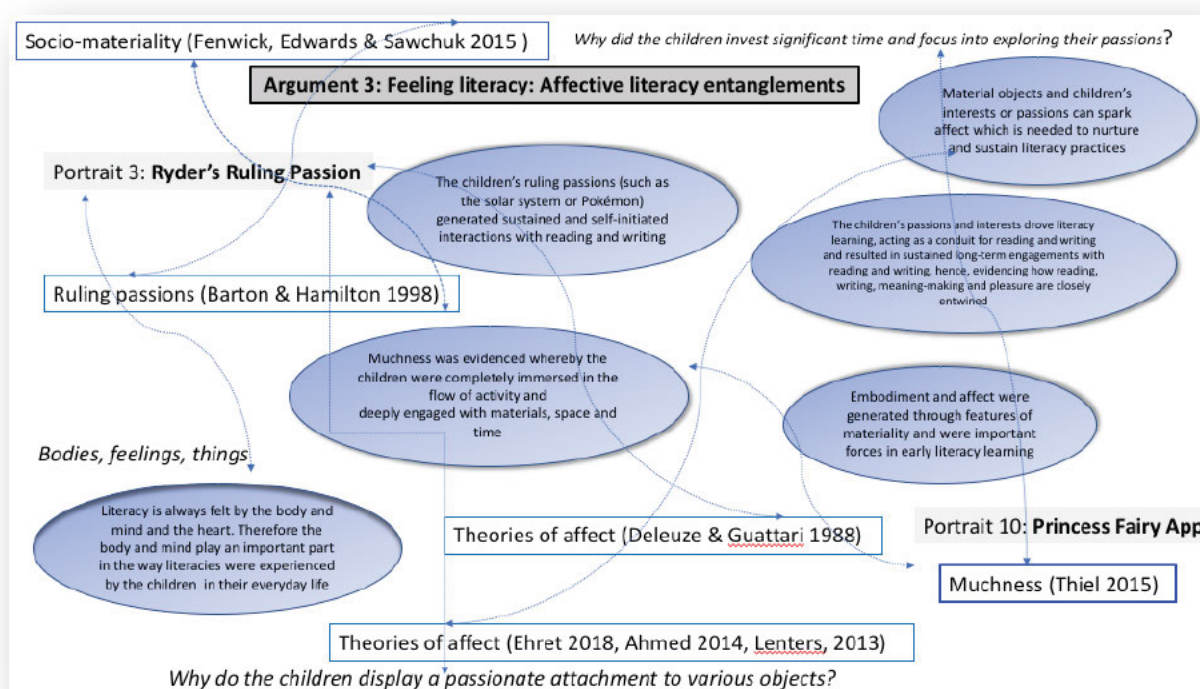 Socio-materiality (Fenwick, Edwards & Sawchuk 2015 )
Why did the children invest significant time and focus into exploring their passions?
Argument 3: Feeling literacy: Affective literacy entanglements
Material objects and children's
interests or passions can spark
affect which is needed to nurture
and sustain literacy practices
Portrait 3: Ryder's Ruling Passion
The children's ruling passions (such as
the solar system or Pokémon)
generated sustained and self-initiated
interactions with reading and writing
The children's passions and interests drove literacy
learning, acting as a conduit for reading and writing
and resulted in sustained long-term engagements with
reading and writing, hence, evidencing how reading,
writing, meaning-making and pleasure are closely
entwined
Ruling passions (Barton & Hamilton 1998)
Muchness was evidenced whereby the
children were completely immersed in the
flow of activity and
deeply engaged with materials, space and
time
Embodiment and affect were
generated through features of
materiality and were important
forces in early literacy learning
Bodies, feelings, things
Literacy is always felt by the body and
mind and the heart. Therefore the
body and mind play an important part
in the way literacies were experienced
by the children in their everyday life
Theories of affect (Deleuze & Guattari 1988)
Portrait 10: Princess Fairy App
Muchness (Thiel 2015)
Theories of affect (Ehret 2018, Ahmed 2014, Lenters, 2013)
Why do the children display a passionate attachment to various objects?